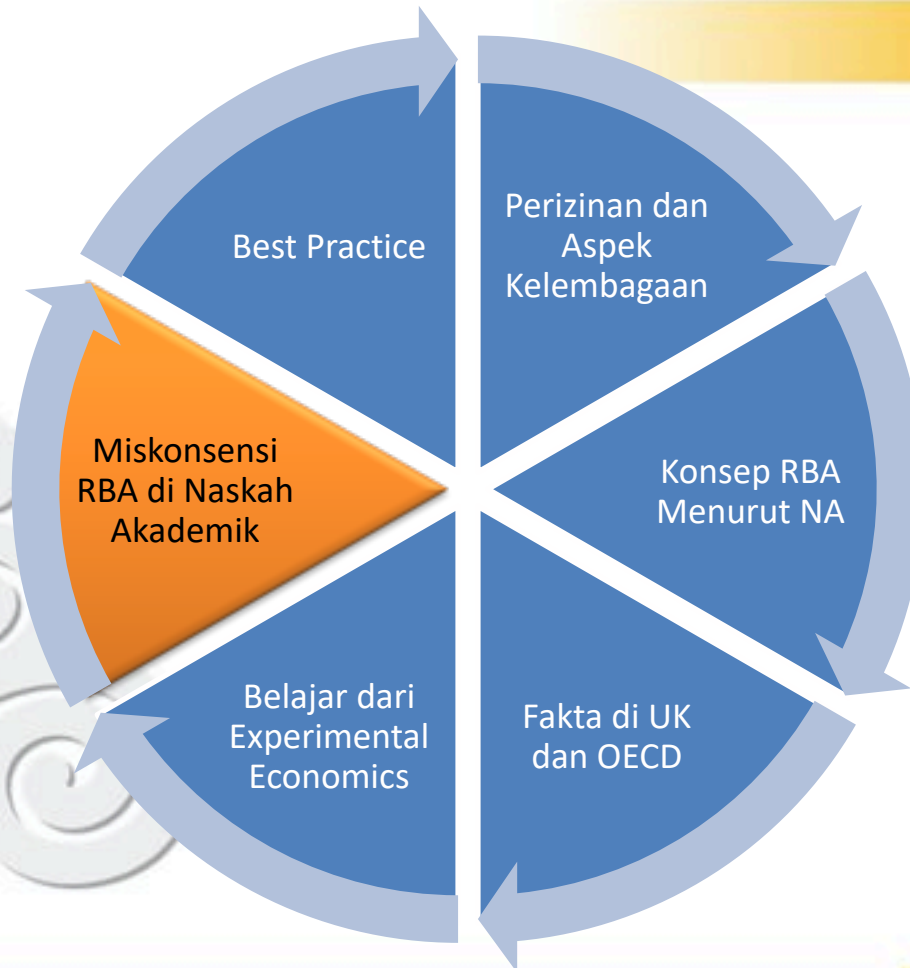 Perizinan dan
Aspek
Kelembagaan
Konsep RBA
Menurut NA
Fakta di UK
dan OECD
Belajar dari
Experimental
Economics
Miskonsensi
RBA di Naskah
Akademik
Best Practice